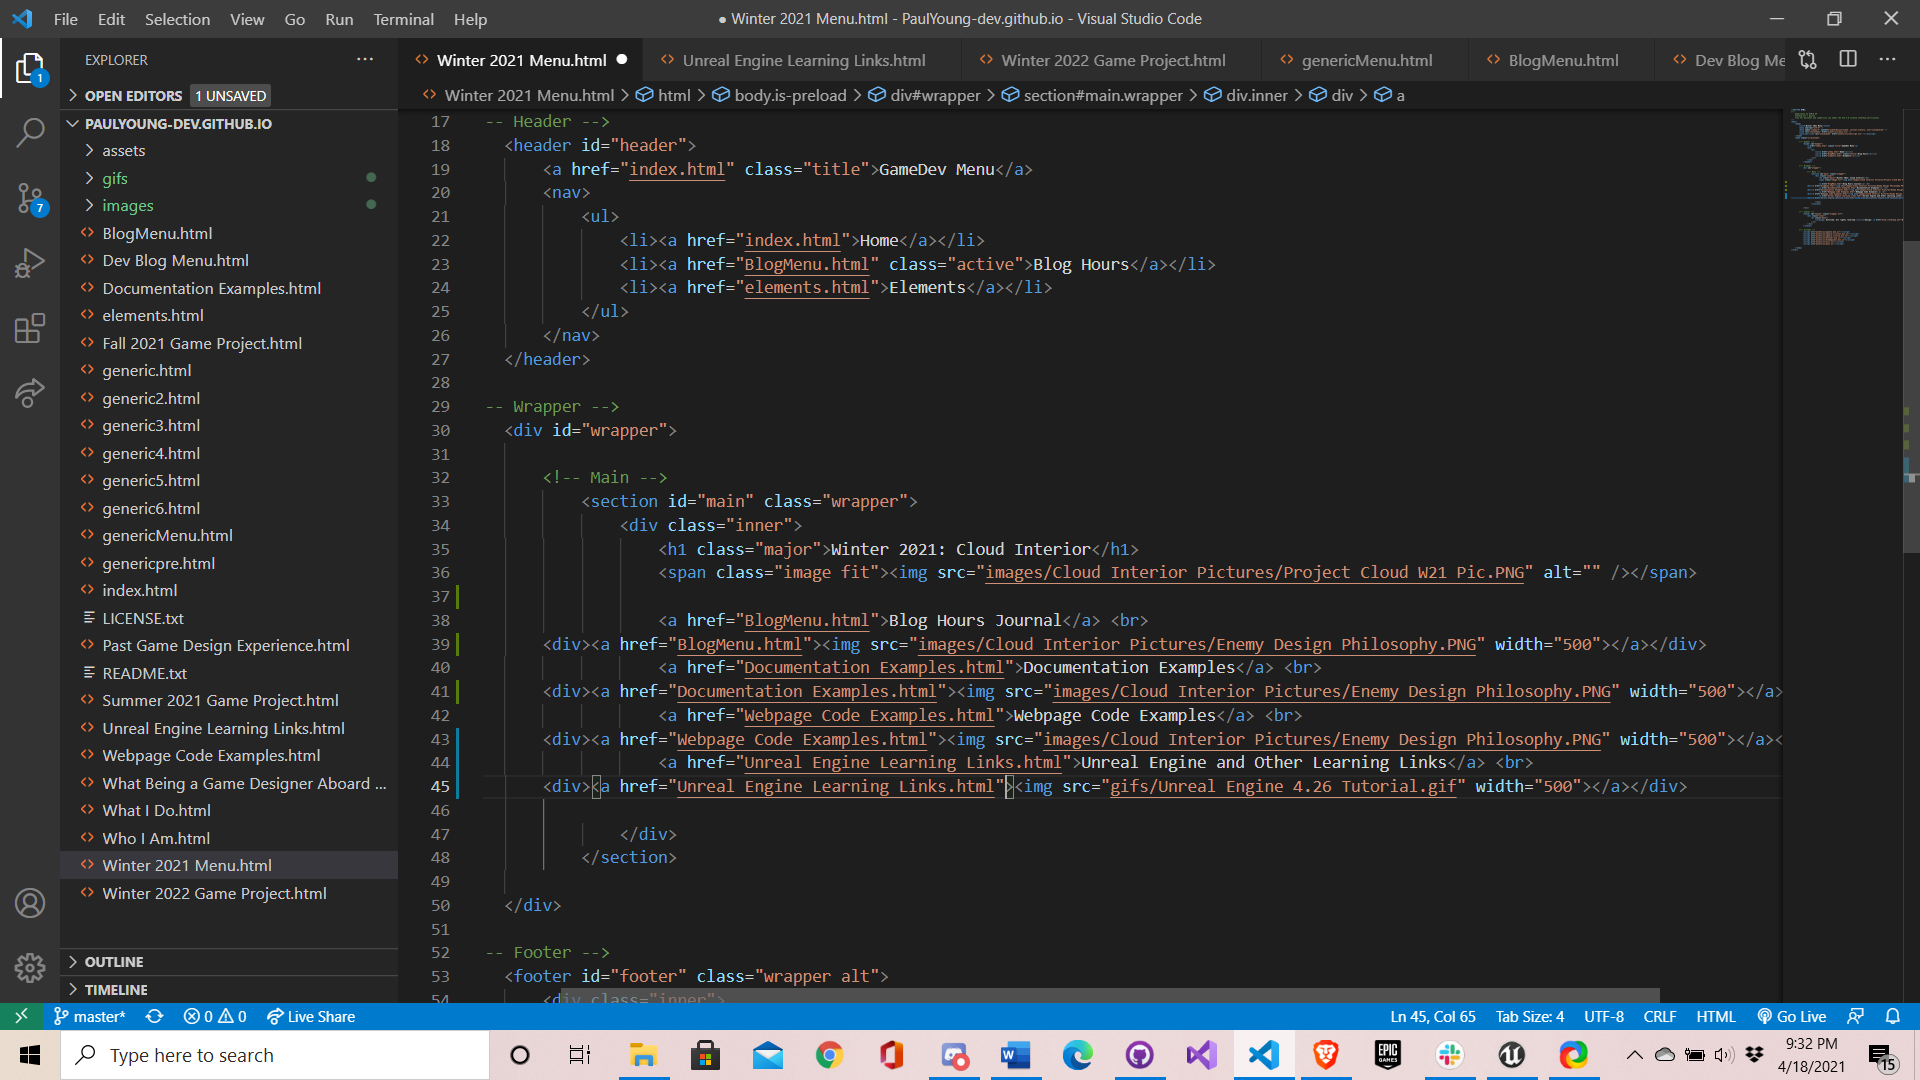 File Edit Selection View Go Run Terminal Help
● Winter 2021 Menu.html - PaulYoung-dev.github.io - Visual Studio Code
EXPLORER
Winter 2021 Menu.html
Unreal Engine Learning Links.html
Winter 2022 Game Project.html
genericMenu.html
BlogMenu.html
Dev Blog Me
OPEN EDITORS 1 UNSAVED
Winter 2021 Menu.html > html > body.is-preload > div#wrapper > section#main.wrapper > div.inner > div > a
1
7
PAULYOUNG-DEV.GITHUB.IO
assets
gifs
images
BlogMenu.html
Dev Blog Menu.html
Documentation Examples.html
elements.html
Fall 2021 Game Project.html
generic.html
generic2.html
generic3.html
generic4.html
generic5.html
generic6.html
genericMenu.html
genericpre.html
index.html
LICENSE.txt
Past Game Design Experience.html
README.txt
Summer 2021 Game Project.html
Unreal Engine Learning Links.html
Webpage Code Examples.html
What Being a Game Designer Aboard ...
What I Do.html
Who I Am.html
Winter 2021 Menu.html
Winter 2022 Game Project.html
OUTLINE
TIMELINE
17 -- Header -->
18 <header id="header">
19 <a href="index.html" class="title">GameDev Menu</a>
20 <nav>
21 <ul>
22 <li><a href="index.html">Home</a></li>
23 <li><a href="BlogMenu.html" class="active">Blog Hours</a></li>
24 <li><a href="elements.html">Elements</a></li>
25 </ul>
26 </nav>
27 </header>
28
29 -- Wrapper -->
30 <div id="wrapper">
31
32 <!-- Main -->
33 <section id="main" class="wrapper">
34 <div class="inner">
35 <h1 class="major">Winter 2021: Cloud Interior</h1>
36 <span class="image fit"><img src="images/Cloud Interior Pictures/Project Cloud W21 Pic.PNG" alt="" /></span>
37
38 <a href="BlogMenu.html">Blog Hours Journal</a> <br>
39 <div><a href="BlogMenu.html"><img src="images/Cloud Interior Pictures/Enemy Design Philosophy.PNG" width="500"></a></div>
40 <a href="Documentation Examples.html">Documentation Examples</a> <br>
41 <div><a href="Documentation Examples.html"><img src="images/Cloud Interior Pictures/Enemy Design Philosophy.PNG" width="500"></a>
42 <a href="Webpage Code Examples.html">Webpage Code Examples</a> <br>
43 <div><a href="Webpage Code Examples.html"><img src="images/Cloud Interior Pictures/Enemy Design Philosophy.PNG" width="500"></a><
44 <a href="Unreal Engine Learning Links.html">Unreal Engine and Other Learning Links</a> <br>
45 <div><a href="Unreal Engine Learning Links.html"><img src="gifs/Unreal Engine 4.26 Tutorial.gif" width="500"></a></div>
46
47 </div>
48 </section>
49
50 </div>
51
52 -- Footer -->
53 <footer id="footer" class="wrapper alt">
54 <div class="inner">
master* 0 0 Live Share
Ln 45, Col 65 Tab Size: 4 UTF-8 CRLF HTML Go Live
Type here to search
EPIC GAMES
9:32 PM
4/18/2021
15